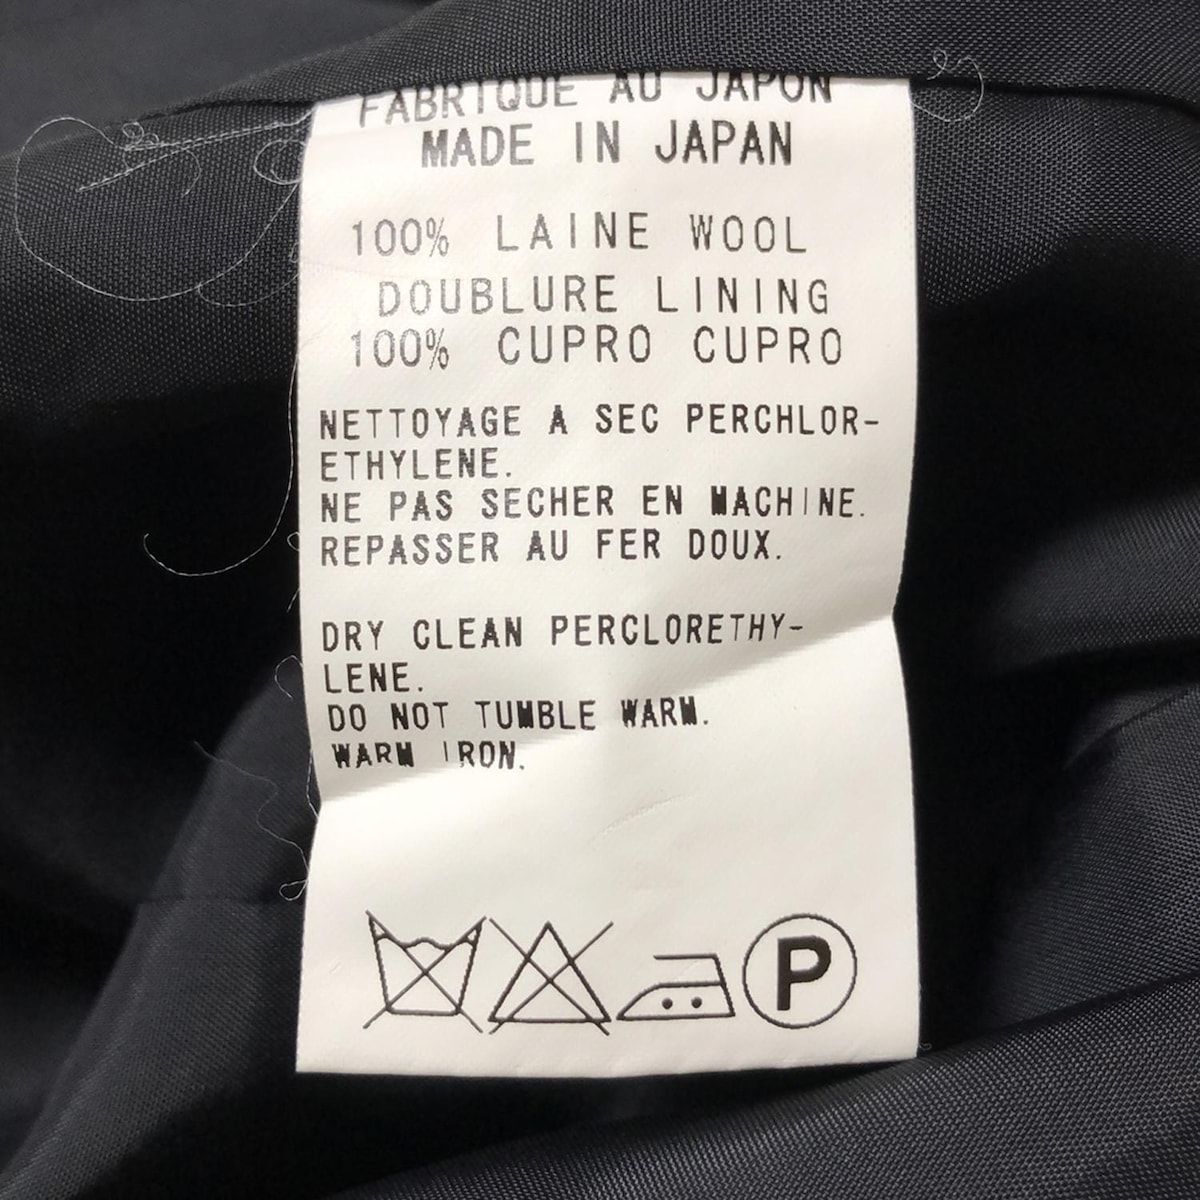 FABRIQUE AU JAPON
MADE IN JAPAN
100% LAINE WOOL
DOUBLURE LINING
100% CUPRO CUPRO
NETTOYAGE A SEC PERCHLOR-
ETHYLENE.
NE PAS SECHER EN MACHINE.
REPASSER AU FER DOUX.
DRY CLEAN PERCLORETHY-
LENE.
DO NOT TUMBLE WARM.
WARM IRON.
P